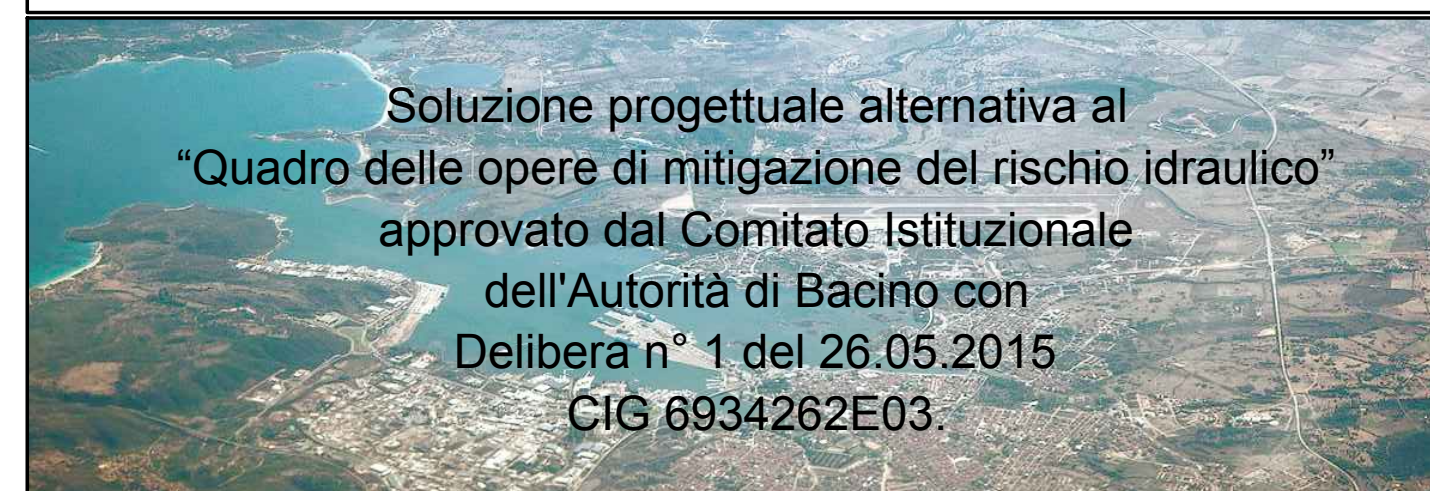 Soluzione progettuale alternativa al
“Quadro delle opere di mitigazione del rischio idraulico”
approvato dal Comitato Istituzionale
dell'Autorità di Bacino con
Delibera n° 1 del 26.05.2015
CIG 6934262E03.